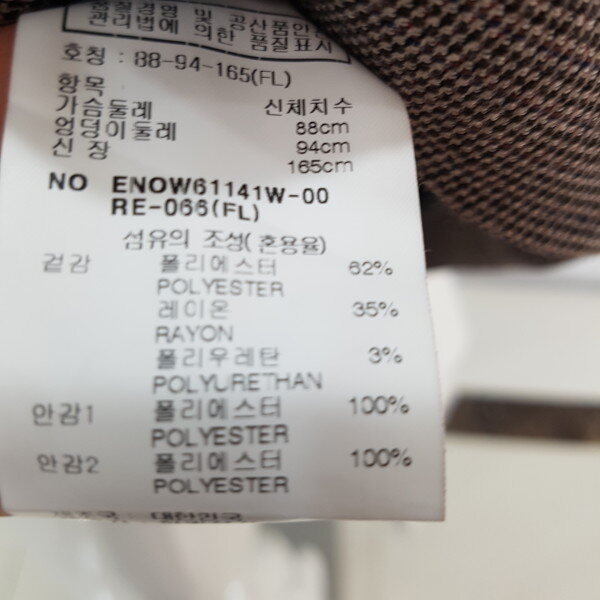 관리법에 의한 품질표시
호칭 : 88-94-165(FL)
항목 신체치수
가슴둘레 88cm
엉덩이둘레 94cm
신 장 165cm
NO ENOW61141W-00
RE-066(FL)
섬유의 조성(혼용율)
겉감 폴리에스터 62%
POLYESTER
레이온 35%
RAYON
폴리우레탄 3%
POLYURETHAN
안감1 폴리에스터 100%
POLYESTER
안감2 폴리에스터 100%
POLYESTER